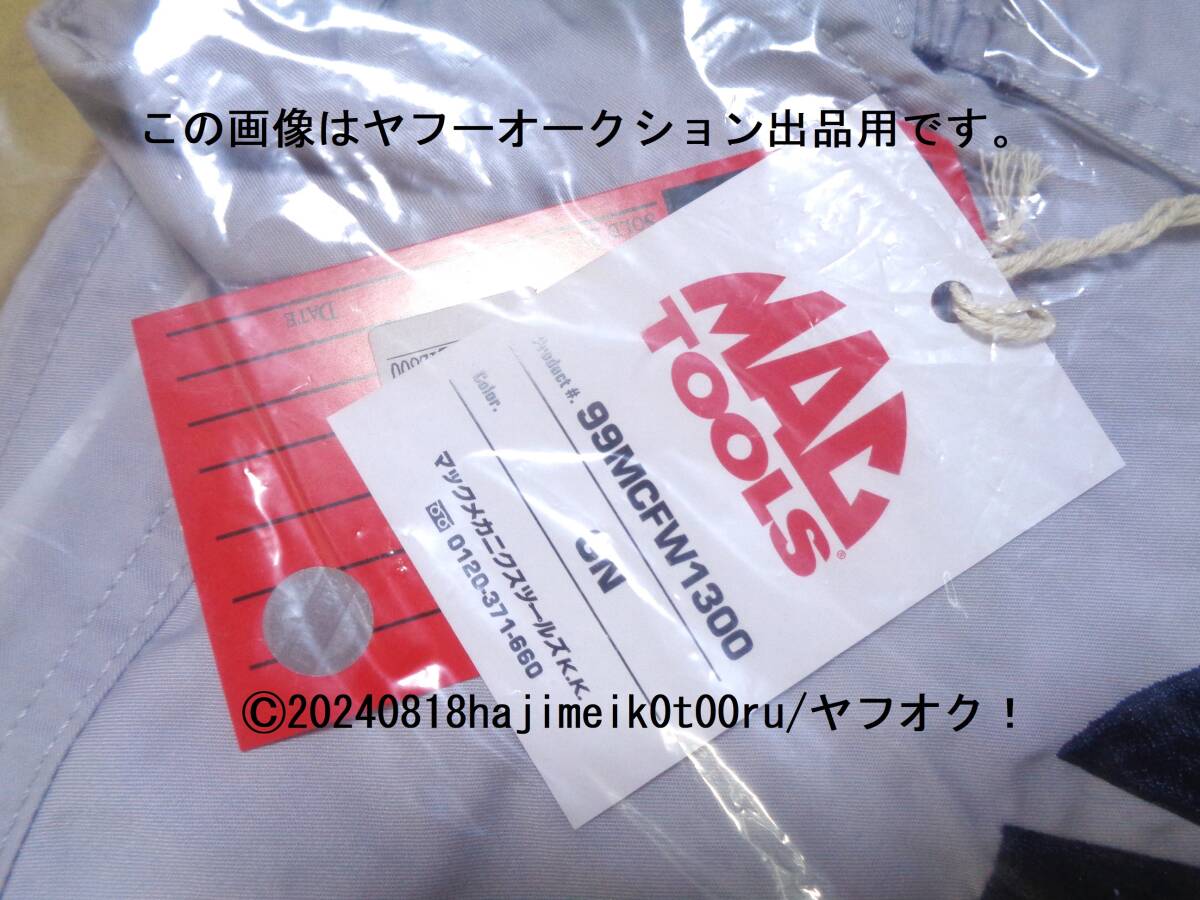 この画像はヤフーオークション出品用です。
SOLD
DATE
MAC
TOOLS®
Product #. 99MCFW1300
Color.
マックメカニクスツールズK.K.
0120-371-660
©20240818hajimeik0t00ru/ヤフオク！